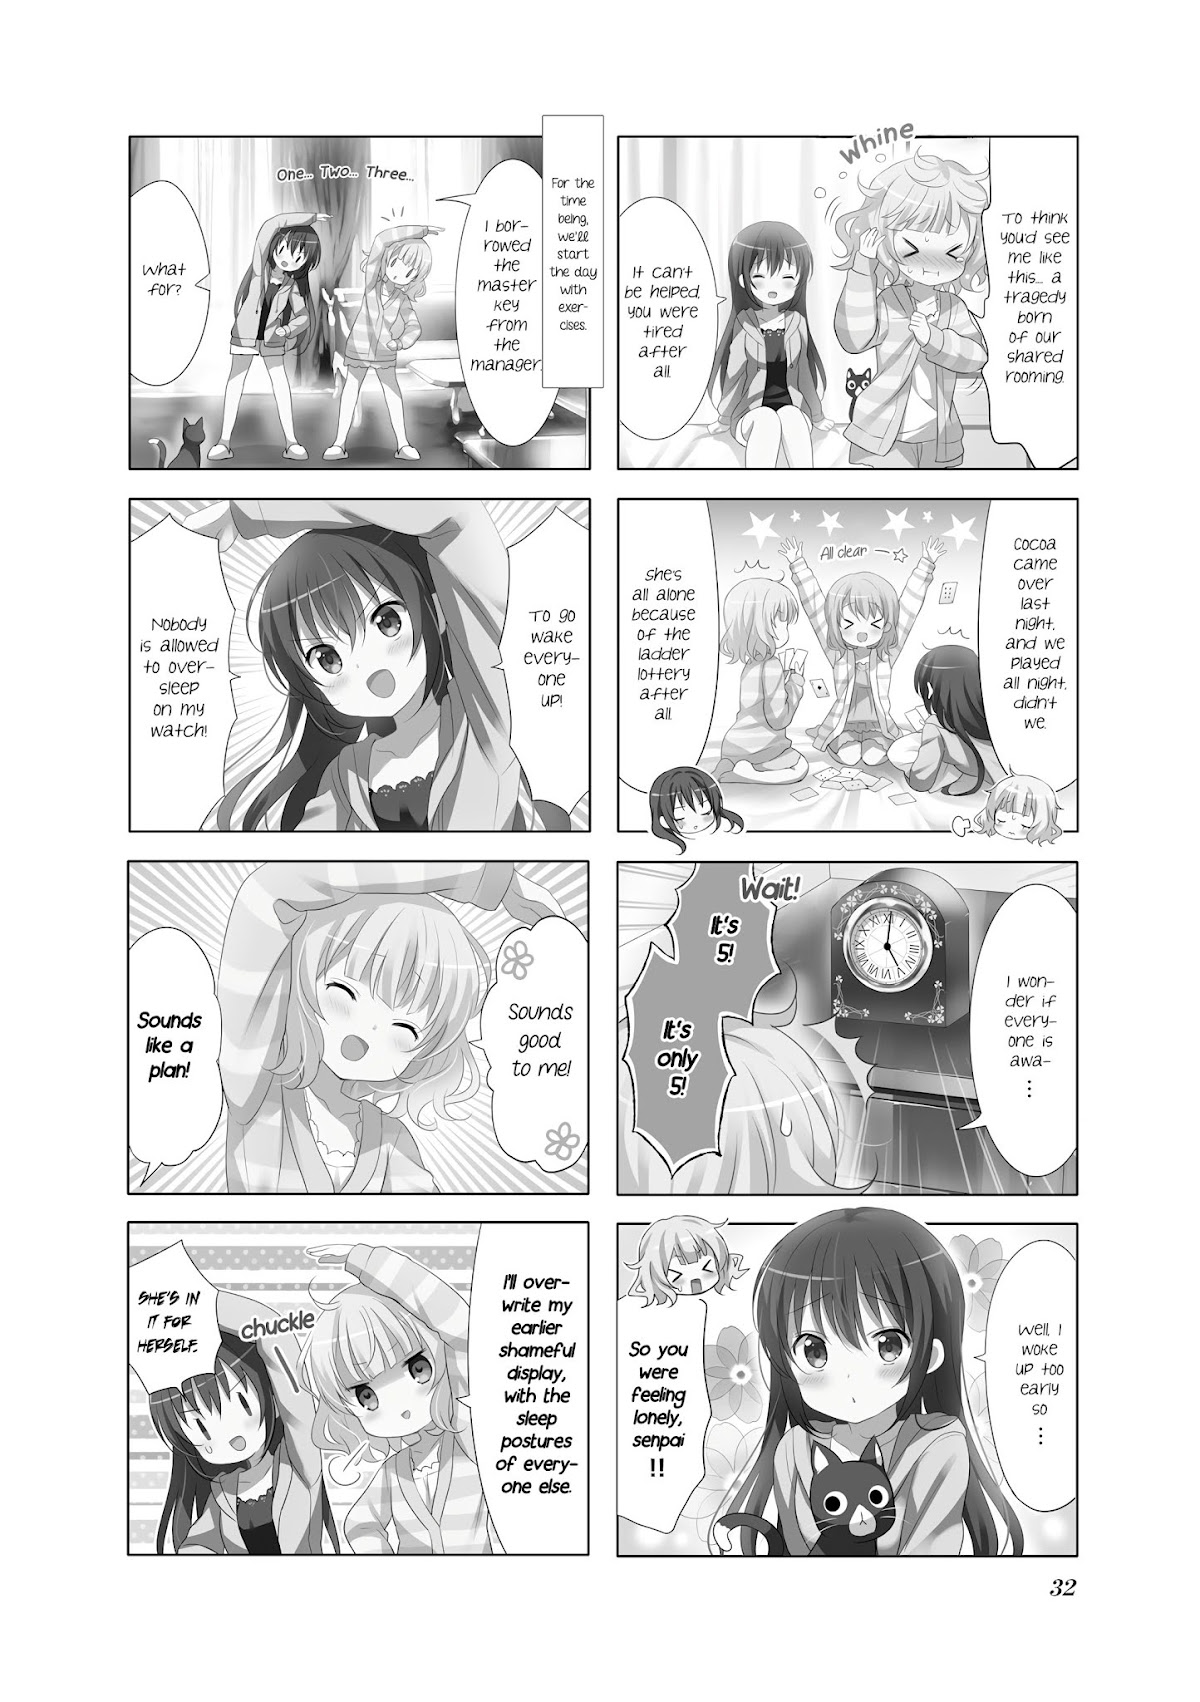 Whine
To think
you'd see
me like
this... a
tragedy
born
of our
shared
rooming.
It can't
be helped,
you were
tired
after
all.
Cocoa
came
over
last
night,
and we
played
all night,
didn't
we.
All clear
She's
all alone
because
of the
ladder
lottery
after
all.
I won-
der if
every-
one is
awa-
...
Wait!
It's
5!
It's
only
5!
Well, I
woke
up too
early
so
...
So you
were
feeling
lonely,
senpai
!!
For the
time
being,
we'll
start
the day
with
exer-
cises.
I bor-
rowed
the
master
key
from
the
manager.
One... Two... Three...
What
for?
To go
wake
every-
one
up!
Nobody
is allowed
to over-
sleep
on my
watch!
Sounds
good
to me!
Sounds
like a
plan!
I'll over-
write my
earlier
shameful
display,
with the
sleep
postures
of every-
one else.
chuckle
SHE'S IN
IT FOR
HERSELF.
32